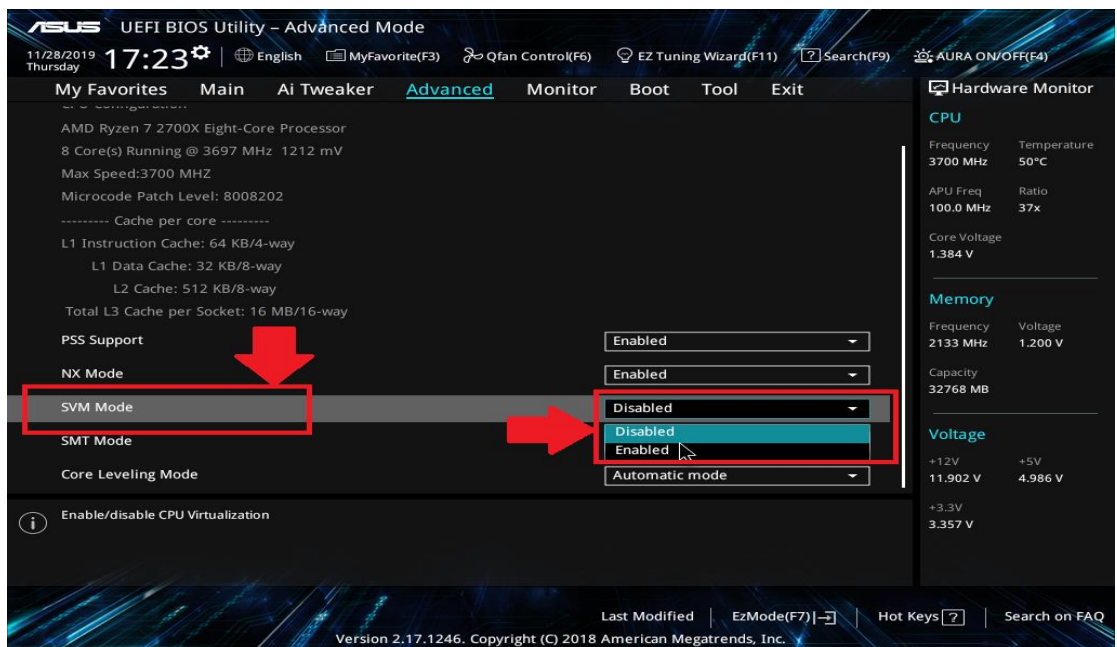 ASUS UEFI BIOS Utility – Advanced Mode
11/28/2019 Thursday 17:23 English MyFavorite(F3) Qfan Control(F6) EZ Tuning Wizard(F11) ? Search(F9) AURA ON/OFF(F4)
My Favorites Main Ai Tweaker Advanced Monitor Boot Tool Exit
AMD Ryzen 7 2700X Eight-Core Processor
8 Core(s) Running @ 3697 MHz 1212 mV
Max Speed:3700 MHZ
Microcode Patch Level: 8008202
--------- Cache per core ---------
L1 Instruction Cache: 64 KB/4-way
L1 Data Cache: 32 KB/8-way
L2 Cache: 512 KB/8-way
Total L3 Cache per Socket: 16 MB/16-way
PSS Support Enabled
NX Mode Enabled
SVM Mode Disabled
Disabled
SMT Mode
Enabled
Core Leveling Mode Automatic mode
i Enable/disable CPU Virtualization
Hardware Monitor
CPU
Frequency Temperature
3700 MHz 50°C
APU Freq Ratio
100.0 MHz 37x
Core Voltage
1.384 V
Memory
Frequency Voltage
2133 MHz 1.200 V
Capacity
32768 MB
Voltage
+12V +5V
11.902 V 4.986 V
+3.3V
3.357 V
Last Modified EzMode(F7) Hot Keys ? Search on FAQ
Version 2.17.1246. Copyright (C) 2018 American Megatrends, Inc.